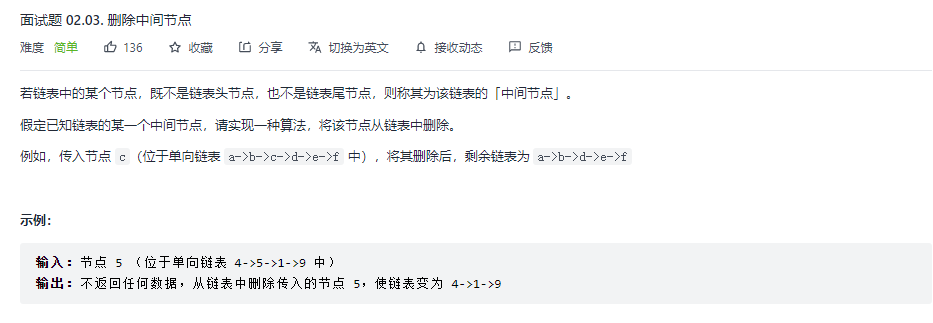 面试题 02.03. 删除中间节点
难度 简单 136 收藏 分享 切换为英文 接收动态 反馈
若链表中的某个节点，既不是链表头节点，也不是链表尾节点，则称其为该链表的「中间节点」。
假定已知链表的某一个中间节点，请实现一种算法，将该节点从链表中删除。
例如，传入节点 c（位于单向链表 a->b->c->d->e->f 中），将其删除后，剩余链表为 a->b->d->e->f
示例：
输入：节点 5 （位于单向链表 4->5->1->9 中）
输出：不返回任何数据，从链表中删除传入的节点 5，使链表变为 4->1->9